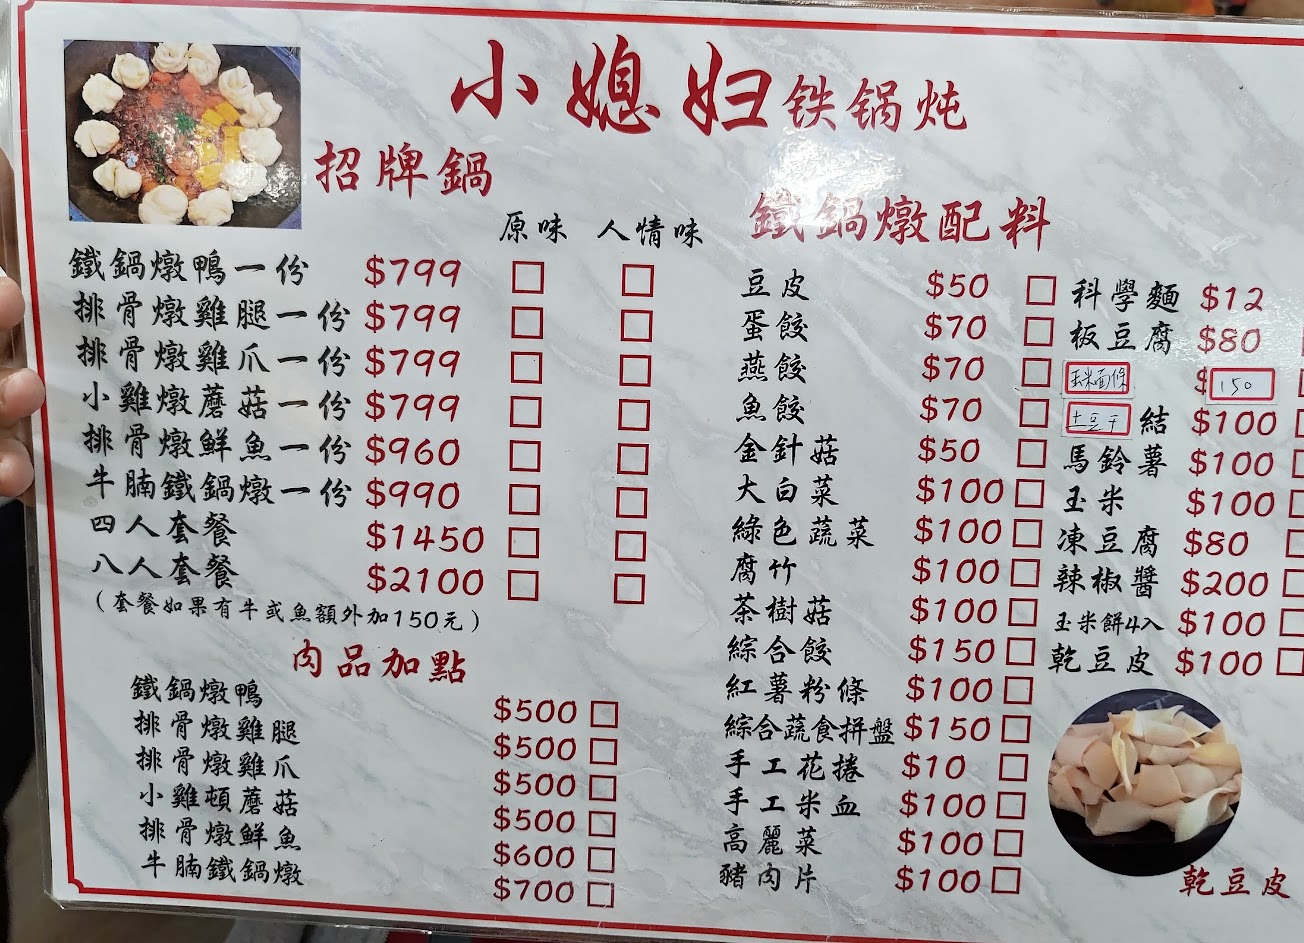 小媳妇铁锅炖
招牌鍋
原味 人情味
鐵鍋燉鴨一份 $799 □ □
排骨燉雞腿一份 $799 □ □
排骨燉雞爪一份 $799 □ □
小雞燉蘑菇一份 $799 □ □
排骨燉鮮魚一份 $960 □ □
牛腩鐵鍋燉一份 $990 □ □
四人套餐 $1450 □ □
八人套餐 $2100 □ □
(套餐如果有牛或魚額外加150元)
肉品加點
鐵鍋燉鴨 $500 □
排骨燉雞腿 $500 □
排骨燉雞爪 $500 □
小雞頓蘑菇 $500 □
排骨燉鮮魚 $600 □
牛腩鐵鍋燉 $700 □
鐵鍋燉配料
豆皮 $50 □
蛋餃 $70 □
燕餃 $70 □
魚餃 $70 □
金針菇 $50 □
大白菜 $100 □
綠色蔬菜 $100 □
腐竹 $100 □
茶樹菇 $100 □
綜合餃 $150 □
紅薯粉條 $100 □
綜合蔬食拼盤 $150 □
手工花捲 $10 □
手工米血 $100 □
高麗菜 $100 □
豬肉片 $100 □
科學麵 $12
板豆腐 $80
玉米面條 $150
土豆干結 $100
馬鈴薯 $100
玉米 $100
凍豆腐 $80
辣椒醬 $200
玉米餅4入 $100
乾豆皮 $100
乾豆皮